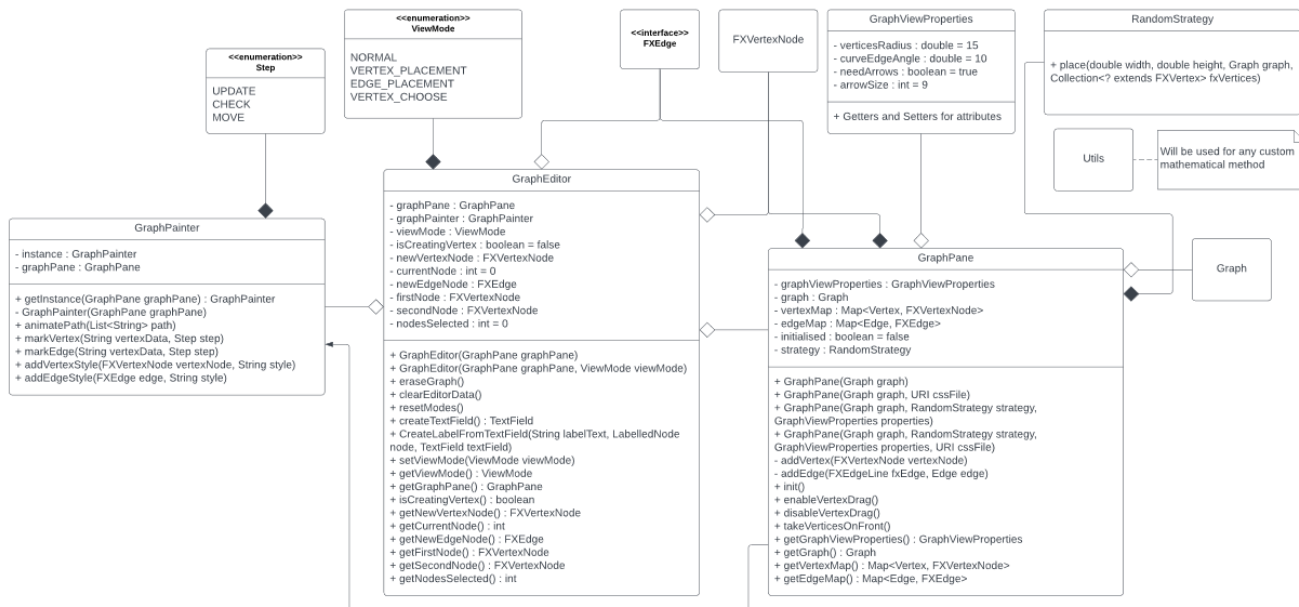 <<enumeration>>
Step
UPDATE
CHECK
MOVE
<<enumeration>>
ViewMode
NORMAL
VERTEX_PLACEMENT
EDGE_PLACEMENT
VERTEX_CHOOSE
<<interface>>
FXEdge
FXVertexNode
GraphViewProperties
- verticesRadius : double = 15
- curveEdgeAngle : double = 10
- needArrows : boolean = true
- arrowSize : int = 9
+ Getters and Setters for attributes
RandomStrategy
+ place(double width, double height, Graph graph,
Collection<? extends FXVertex> fxVertices)
Utils
Will be used for any custom
mathematical method
GraphPainter
- instance : GraphPainter
- graphPane : GraphPane
+ getInstance(GraphPane graphPane) : GraphPainter
- GraphPainter(GraphPane graphPane)
+ animatePath(List<String> path)
+ markVertex(String vertexData, Step step)
+ markEdge(String vertexData, Step step)
+ addVertexStyle(FXVertexNode vertexNode, String style)
+ addEdgeStyle(FXEdge edge, String style)
GraphEditor
- graphPane : GraphPane
- graphPainter : GraphPainter
- viewMode : ViewMode
- isCreatingVertex : boolean = false
- newVertexNode : FXVertexNode
- currentNode : int = 0
- newEdgeNode : FXEdge
- firstNode : FXVertexNode
- secondNode : FXVertexNode
- nodesSelected : int = 0
+ GraphEditor(GraphPane graphPane)
+ GraphEditor(GraphPane graphPane, ViewMode viewMode)
+ eraseGraph()
+ clearEditorData()
+ resetModes()
+ createTextField() : TextField
+ CreateLabelFromTextField(String labelText, LabelledNode
node, TextField textField)
+ setViewMode(ViewMode viewMode)
+ getViewMode() : ViewMode
+ getGraphPane() : GraphPane
+ isCreatingVertex() : boolean
+ getNewVertexNode() : FXVertexNode
+ getCurrentNode() : int
+ getNewEdgeNode() : FXEdge
+ getFirstNode() : FXVertexNode
+ getSecondNode() : FXVertexNode
+ getNodesSelected() : int
GraphPane
- graphViewProperties : GraphViewProperties
- graph : Graph
- vertexMap : Map<Vertex, FXVertexNode>
- edgeMap : Map<Edge, FXEdge>
- initialised : boolean = false
- strategy : RandomStrategy
+ GraphPane(Graph graph)
+ GraphPane(Graph graph, URI cssFile)
+ GraphPane(Graph graph, RandomStrategy strategy,
GraphViewProperties properties)
+ GraphPane(Graph graph, RandomStrategy strategy,
GraphViewProperties properties, URI cssFile)
- addVertex(FXVertexNode vertexNode)
- addEdge(FXEdgeLine fxEdge, Edge edge)
+ init()
+ enableVertexDrag()
+ disableVertexDrag()
+ takeVerticesOnFront()
+ getGraphViewProperties() : GraphViewProperties
+ getGraph() : Graph
+ getVertexMap() : Map<Vertex, FXVertexNode>
+ getEdgeMap() : Map<Edge, FXEdge>
Graph